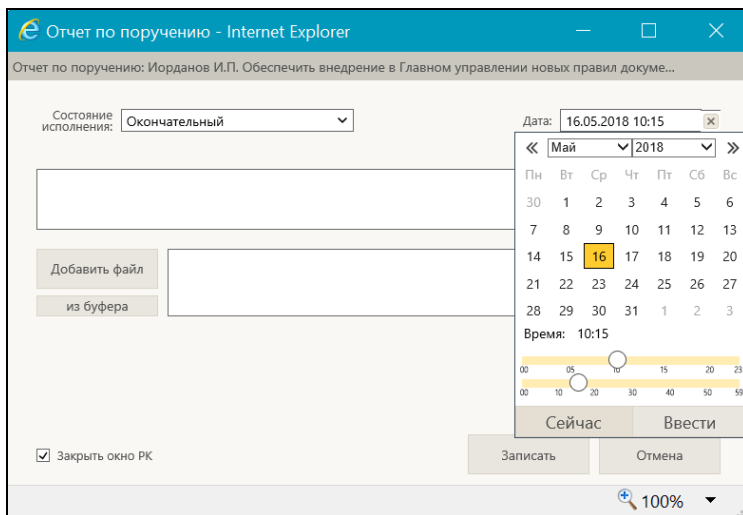 Отчет по поручению - Internet Explorer
Отчет по поручению: Иорданов И.П. Обеспечить внедрение в Главном управлении новых правил докуме...
Состояние исполнения: Окончательный Дата: 16.05.2018 10:15
Май 2018
Пн Вт Ср Чт Пт Сб Вс
30 1 2 3 4 5 6
7 8 9 10 11 12 13
14 15 16 17 18 19 20
21 22 23 24 25 26 27
28 29 30 31 1 2 3
Добавить файл
из буфера
Время: 10:15
00 05 10 15 20 23
00 10 20 30 40 50 59
Сейчас Ввести
Закрыть окно РК Записать Отмена
100%